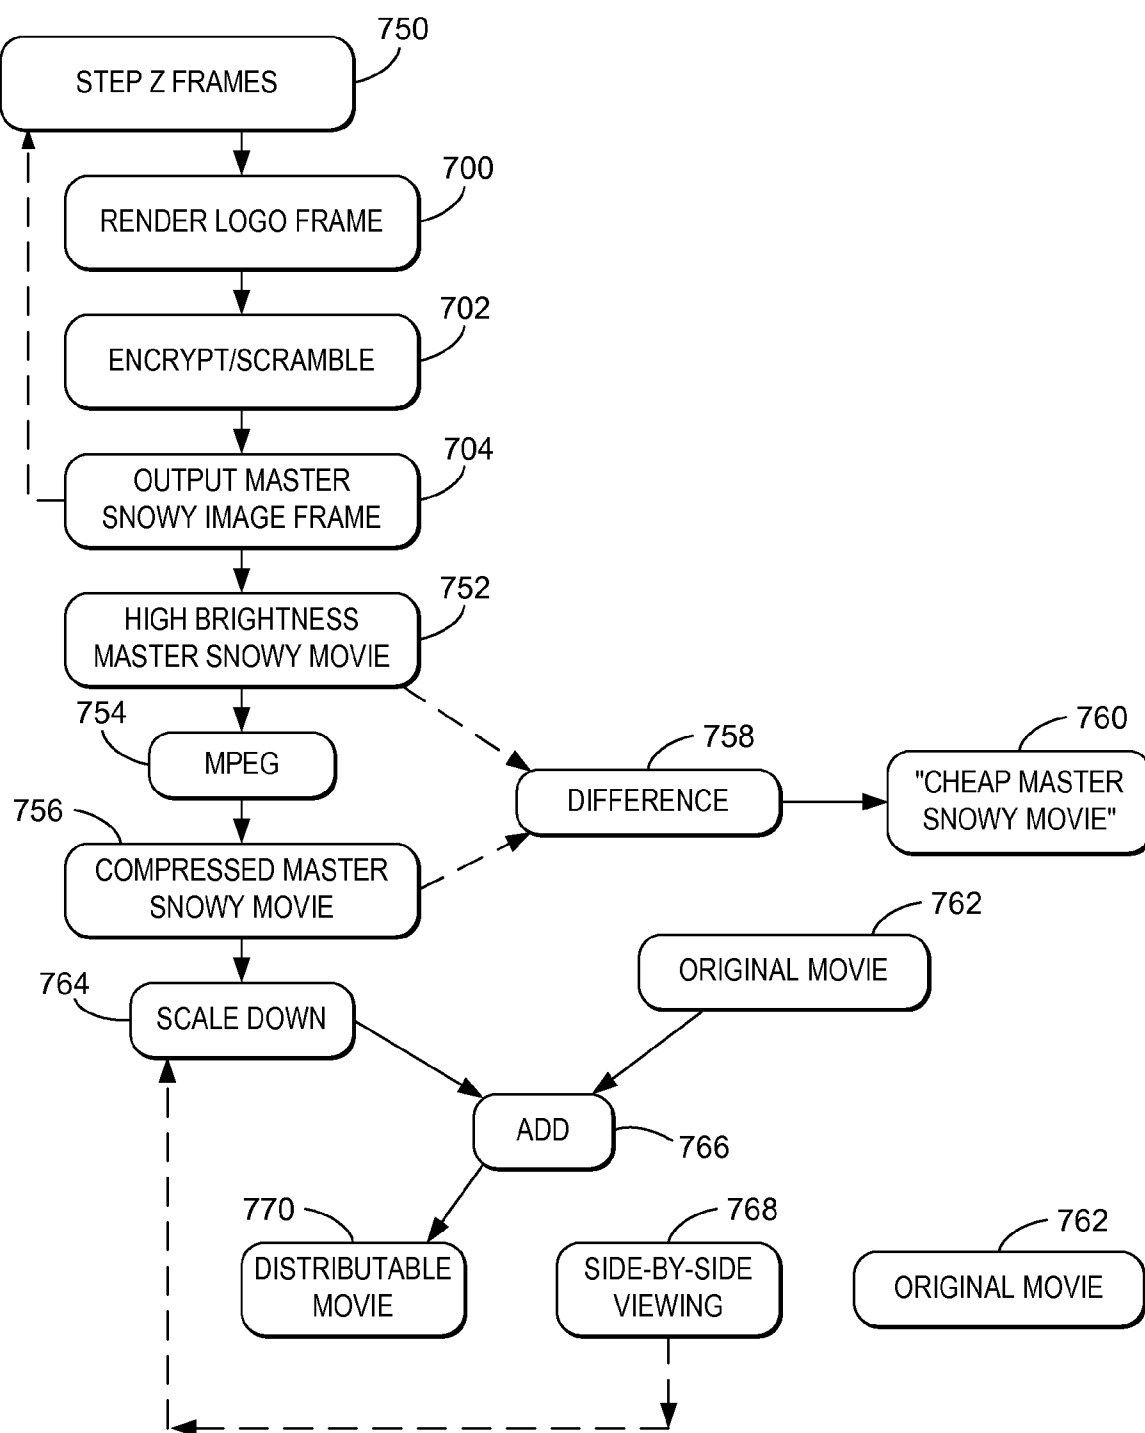 750
STEP Z FRAMES
700
RENDER LOGO FRAME
702
ENCRYPT/SCRAMBLE
704
OUTPUT MASTER
SNOWY IMAGE FRAME
752
HIGH BRIGHTNESS
MASTER SNOWY MOVIE
754
MPEG
758
DIFFERENCE
760
"CHEAP MASTER
SNOWY MOVIE"
756
COMPRESSED MASTER
SNOWY MOVIE
762
ORIGINAL MOVIE
764
SCALE DOWN
ADD
766
770
DISTRIBUTABLE
MOVIE
768
SIDE-BY-SIDE
VIEWING
762
ORIGINAL MOVIE